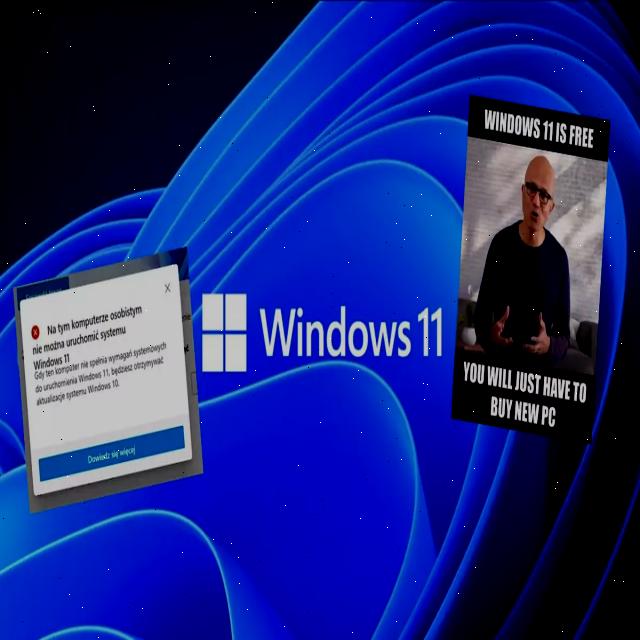 Na tym komputerze osobistym
nie można uruchomić systemu
Windows 11
Gdy ten komputer nie spełnia wymagań systemowych
do uruchomienia Windows 11, będziesz otrzymywać
aktualizacje systemu Windows 10.
Dowiedz się więcej
Windows 11
WINDOWS 11 IS FREE
YOU WILL JUST HAVE TO
BUY NEW PC